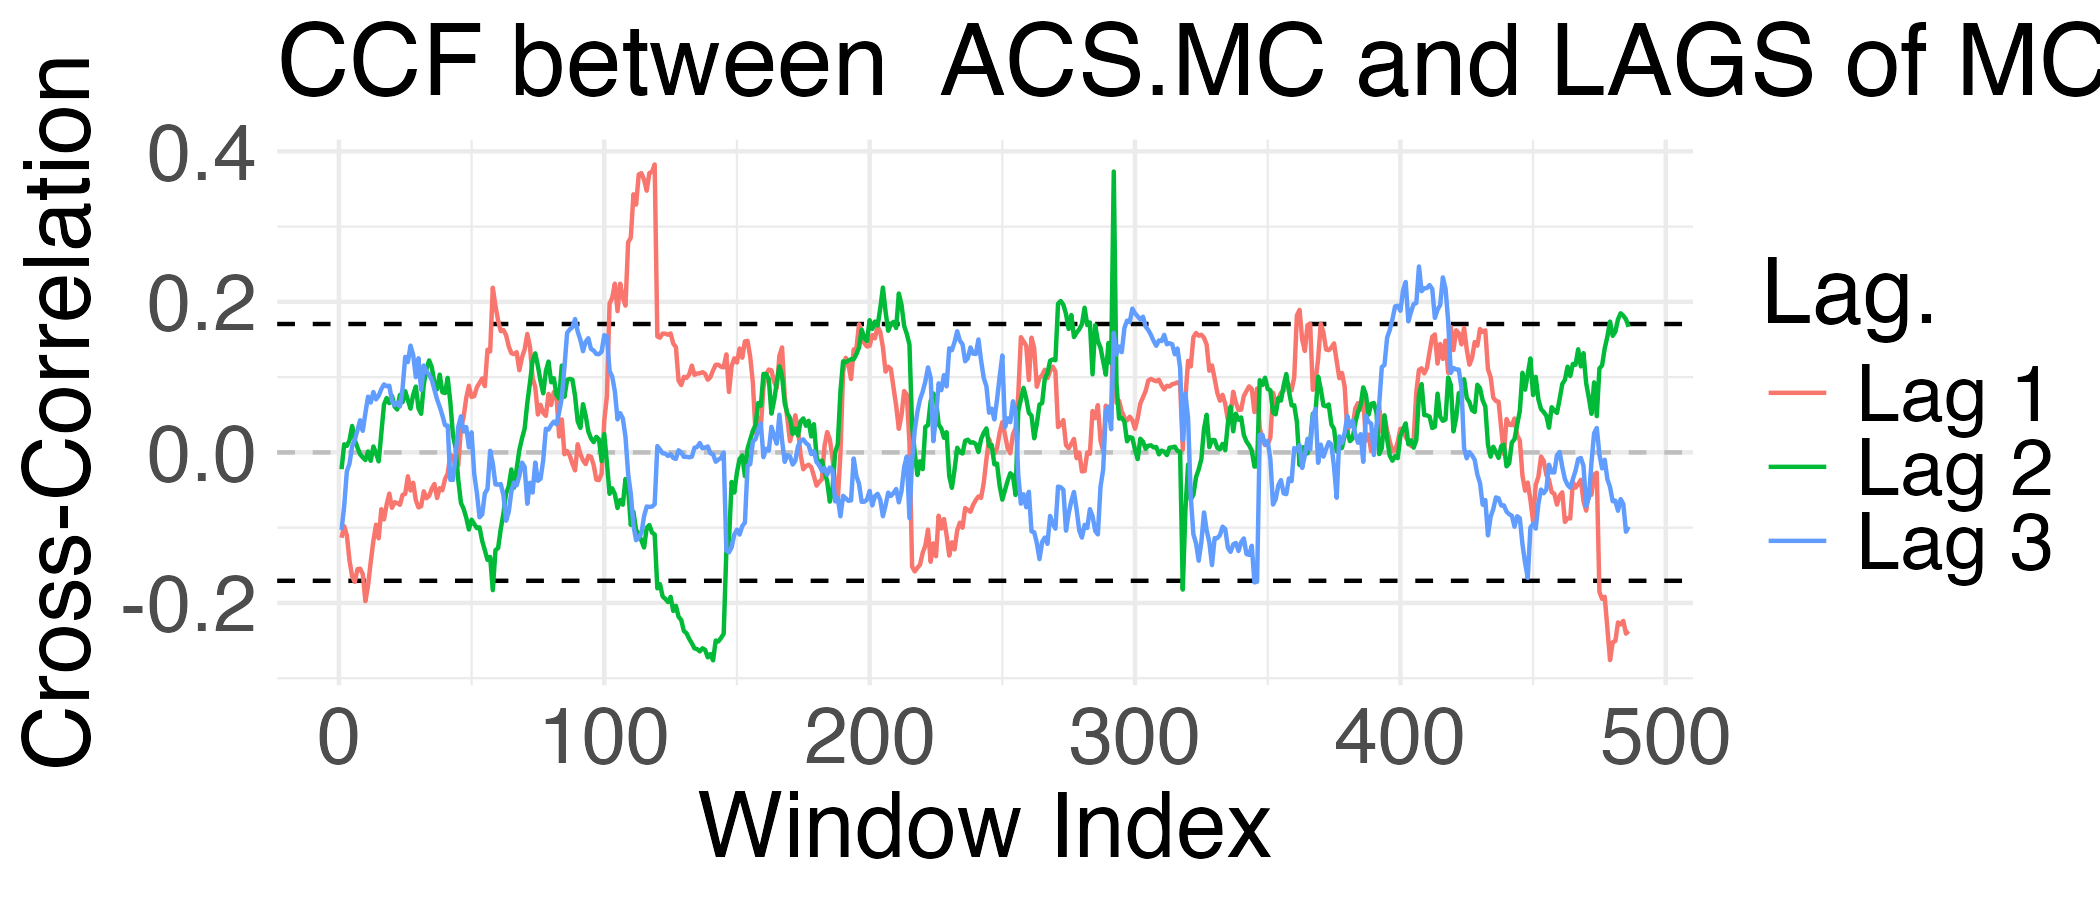 CCF between  ACS.MC and LAGS of MC
Cross-Correlation
0.4
0.2
0.0
-0.2
0 100 200 300 400 500
Window Index
Lag.
Lag 1
Lag 2
Lag 3